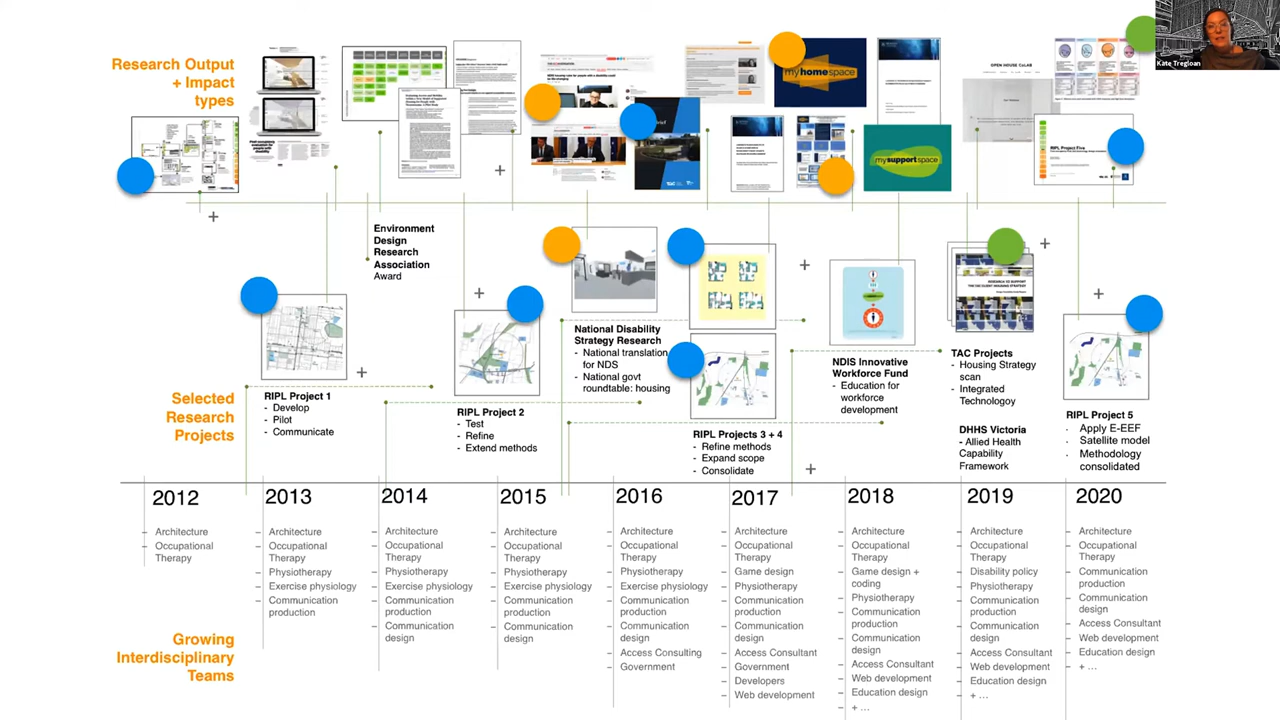 Research Output
+ Impact
types
OPEN HOUSE COLAB
Kate Tregloan
myhomespace
mysupportspace
TAC
RIPL Project Five
Environment
Design
Research
Association
Award
Selected
Research
Projects
RIPL Project 1
- Develop
- Pilot
- Communicate
RIPL Project 2
- Test
- Refine
- Extend methods
National Disability
Strategy Research
- National translation
for NDS
- National govt
roundtable: housing
RIPL Projects 3 + 4
- Refine methods
- Expand scope
- Consolidate
NDIS Innovative
Workforce Fund
- Education for
workforce
development
TAC Projects
- Housing Strategy
scan
- Integrated
Technologoy
DHHS Victoria
- Allied Health
Capability
Framework
RIPL Project 5
· Apply E-EEF
· Satellite model
· Methodology
consolidated
2012
2013
2014
2015
2016
2017
2018
2019
2020
Growing
Interdisciplinary
Teams
– Architecture
– Occupational
Therapy
– Architecture
– Occupational
Therapy
– Physiotherapy
– Exercise physiology
– Communication
production
– Architecture
– Occupational
Therapy
– Physiotherapy
– Exercise physiology
– Communication
production
– Communication
design
– Architecture
– Occupational
Therapy
– Physiotherapy
– Exercise physiology
– Communication
production
– Communication
design
– Architecture
– Occupational
Therapy
– Physiotherapy
– Exercise physiology
– Communication
production
– Communication
design
– Access Consulting
– Government
– Architecture
– Occupational
Therapy
– Game design
– Physiotherapy
– Communication
production
– Communication
design
– Access Consultant
– Government
– Developers
– Web development
– Architecture
– Occupational
Therapy
– Game design +
coding
– Physiotherapy
– Communication
production
– Communication
design
– Access Consultant
– Web development
– Education design
– + ...
– Architecture
– Occupational
Therapy
– Disability policy
– Physiotherapy
– Communication
production
– Communication
design
– Access Consultant
– Web development
– Education design
– + ...
– Architecture
– Occupational
Therapy
– Communication
production
– Communication
design
– Access Consultant
– Web development
– Education design
– + ...